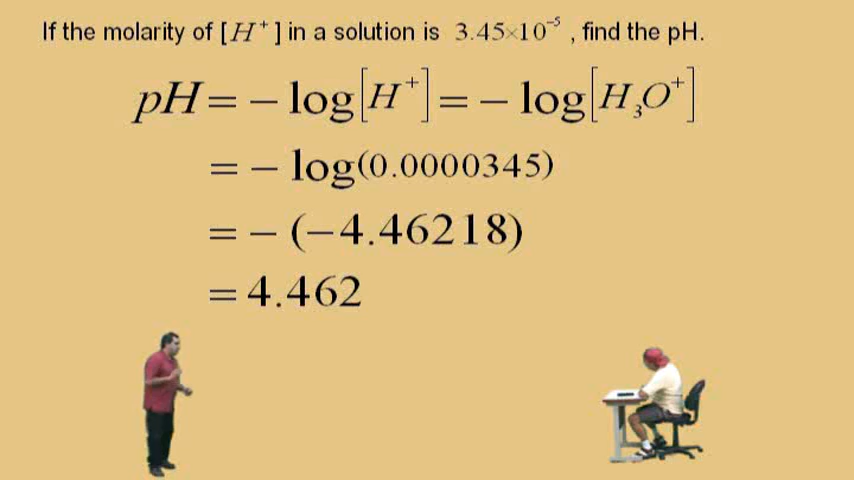 If the molarity of [H⁺] in a solution is 3.45×10⁻⁵ , find the pH.
pH = − log[H⁺] = − log[H₃O⁺]
= − log(0.0000345)
= − (−4.46218)
= 4.462